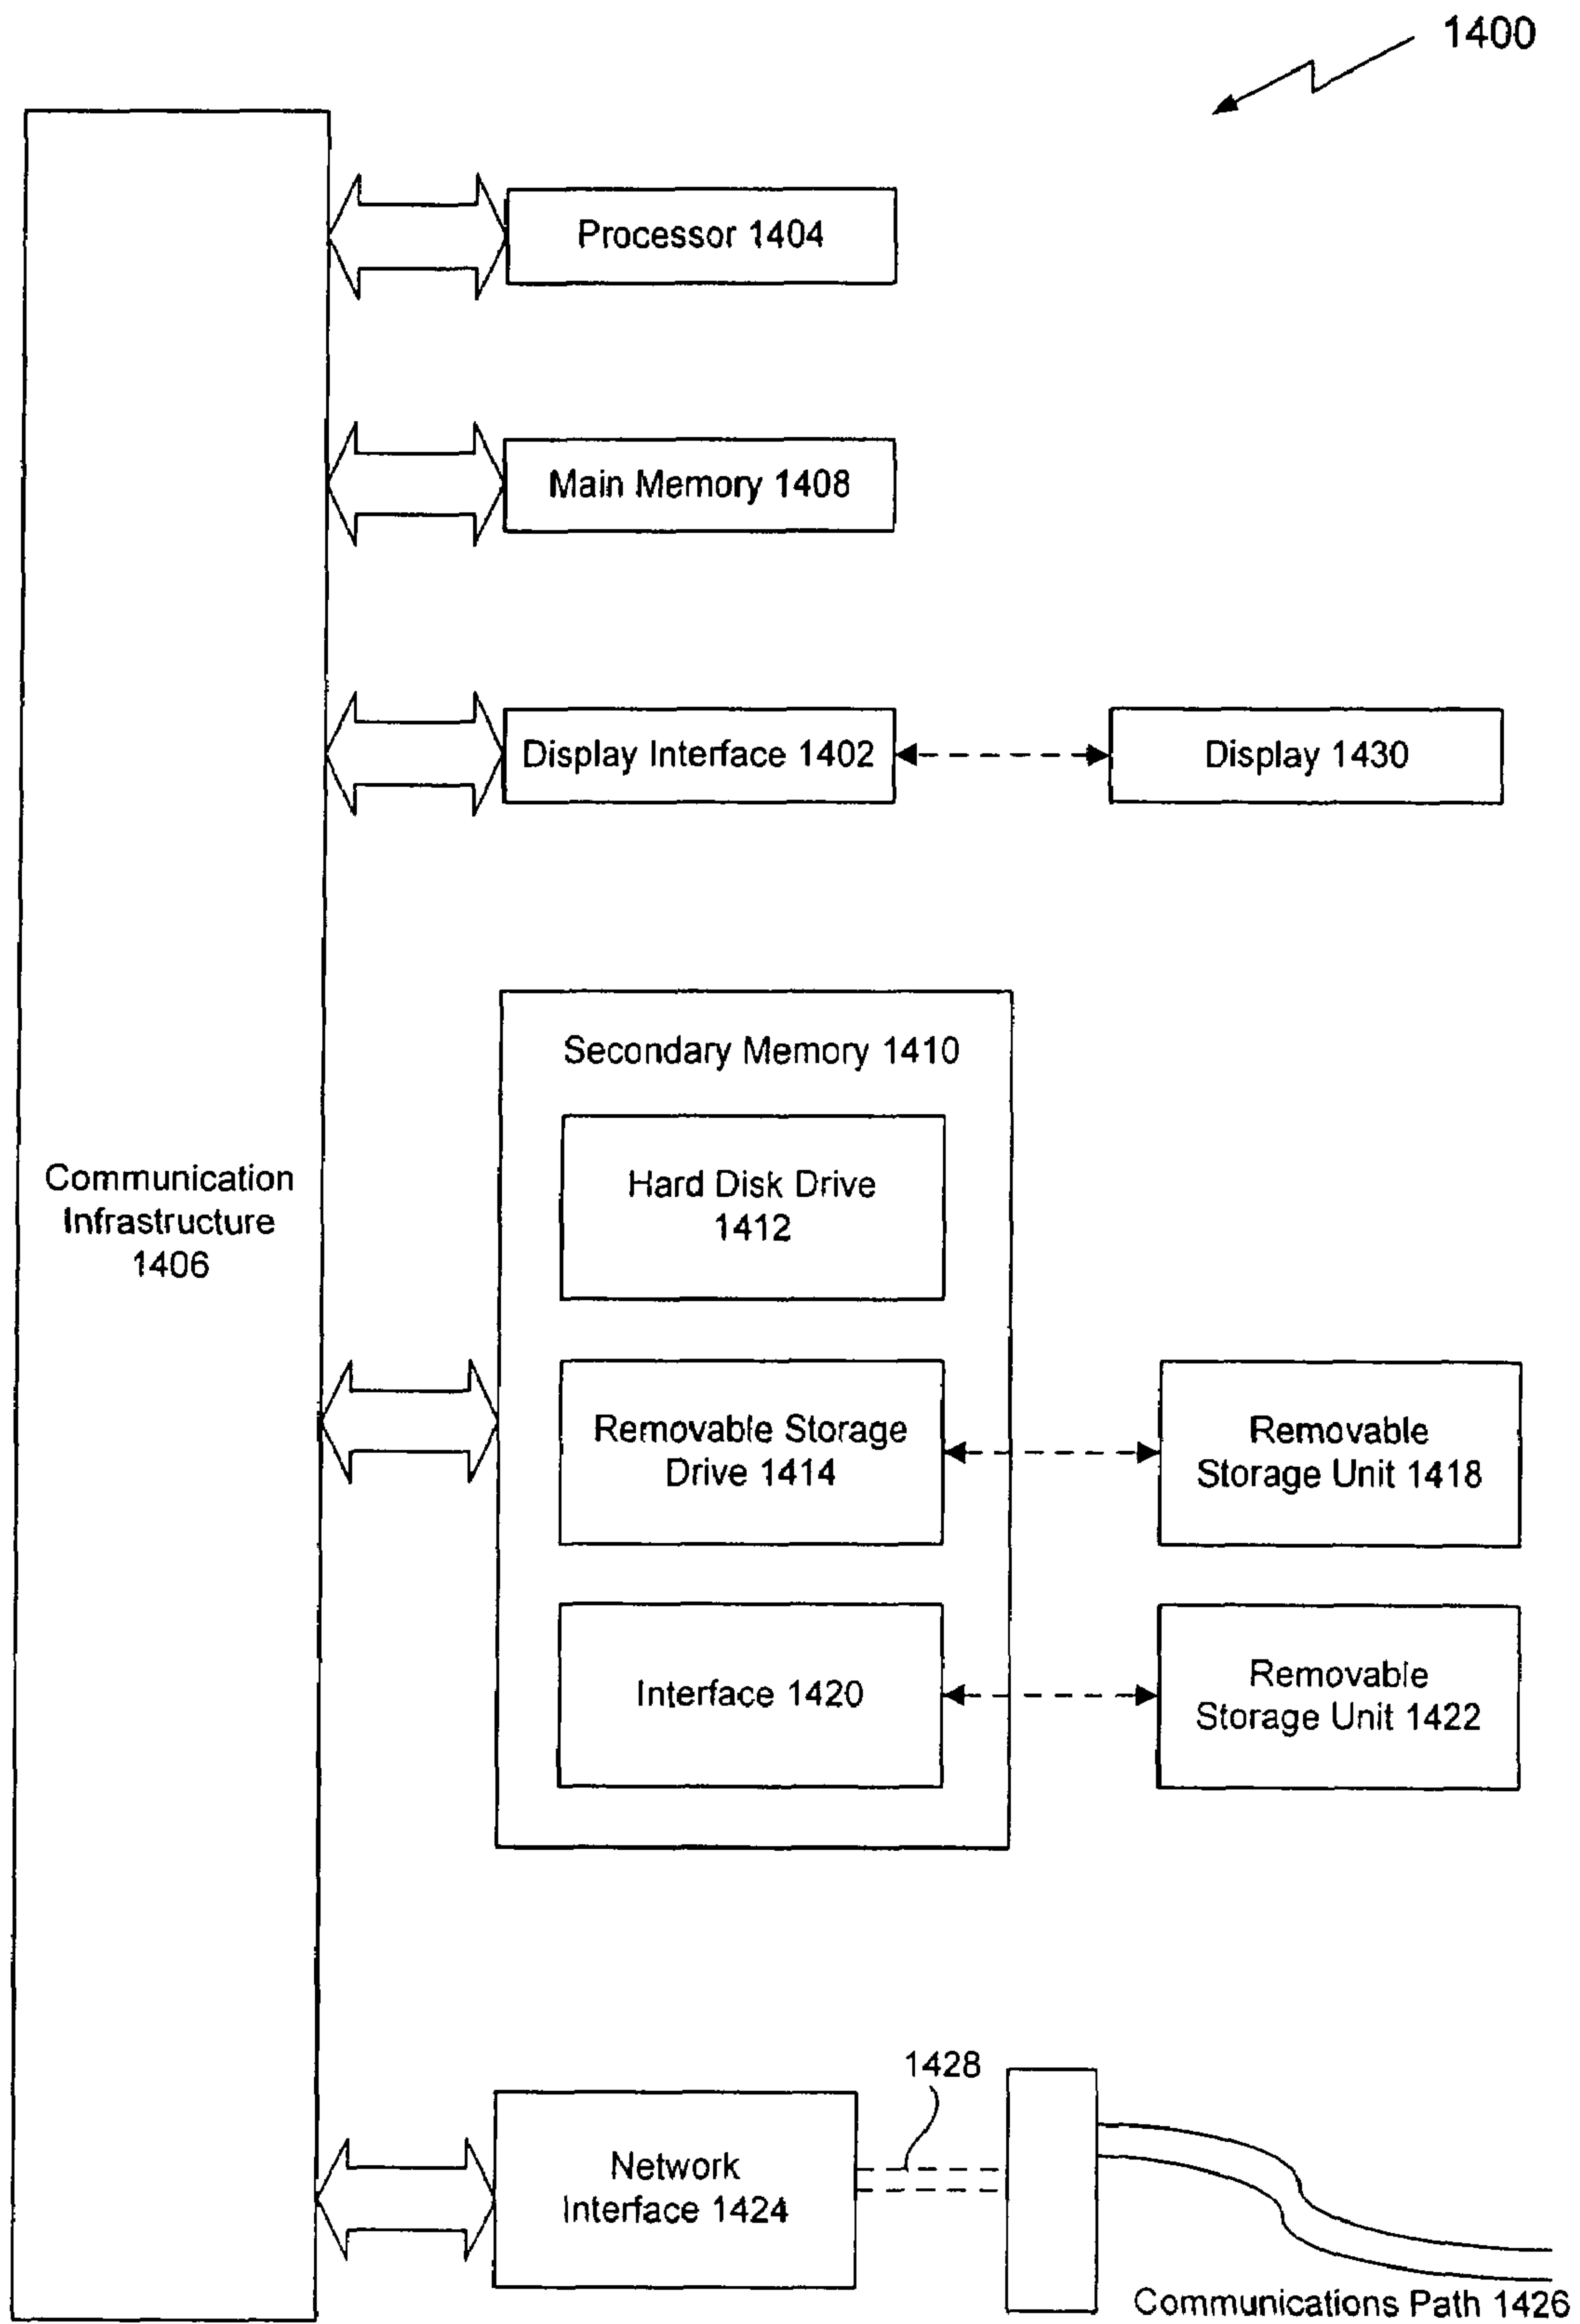 1400
Processor 1404
Main Memory 1408
Display Interface 1402
Display 1430
Secondary Memory 1410
Hard Disk Drive
1412
Communication
Infrastructure
1406
Removable Storage
Drive 1414
Removable
Storage Unit 1418
Interface 1420
Removable
Storage Unit 1422
1428
Network
Interface 1424
Communications Path 1426